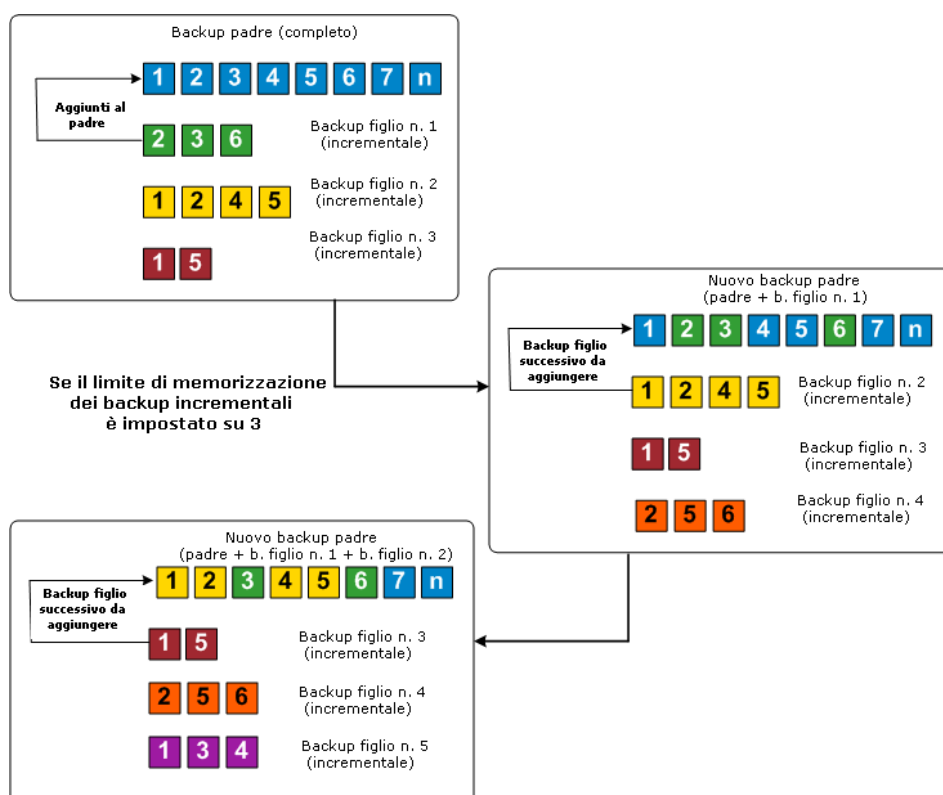 Backup padre (completo)
1 2 3 4 5 6 7 n
Aggiunti al
padre
2 3 6
Backup figlio n. 1
(incrementale)
1 2 4 5
Backup figlio n. 2
(incrementale)
1 5
Backup figlio n. 3
(incrementale)
Se il limite di memorizzazione
dei backup incrementali
è impostato su 3
Nuovo backup padre
(padre + b. figlio n. 1)
1 2 3 4 5 6 7 n
Backup figlio
successivo da
aggiungere
1 2 4 5
Backup figlio n. 2
(incrementale)
1 5
Backup figlio n. 3
(incrementale)
2 5 6
Backup figlio n. 4
(incrementale)
Nuovo backup padre
(padre + b. figlio n. 1 + b. figlio n. 2)
1 2 3 4 5 6 7 n
Backup figlio
successivo da
aggiungere
1 5
Backup figlio n. 3
(incrementale)
2 5 6
Backup figlio n. 4
(incrementale)
1 3 4
Backup figlio n. 5
(incrementale)